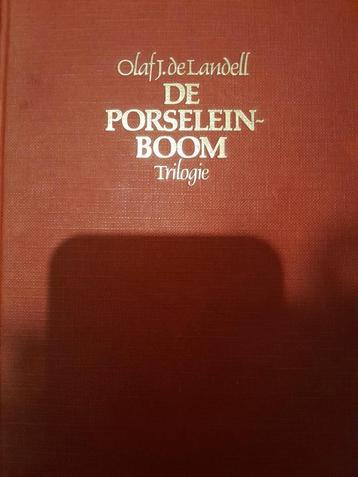 Olaf J. de Landell
DE
PORSELEIN-
BOOM
Trilogie